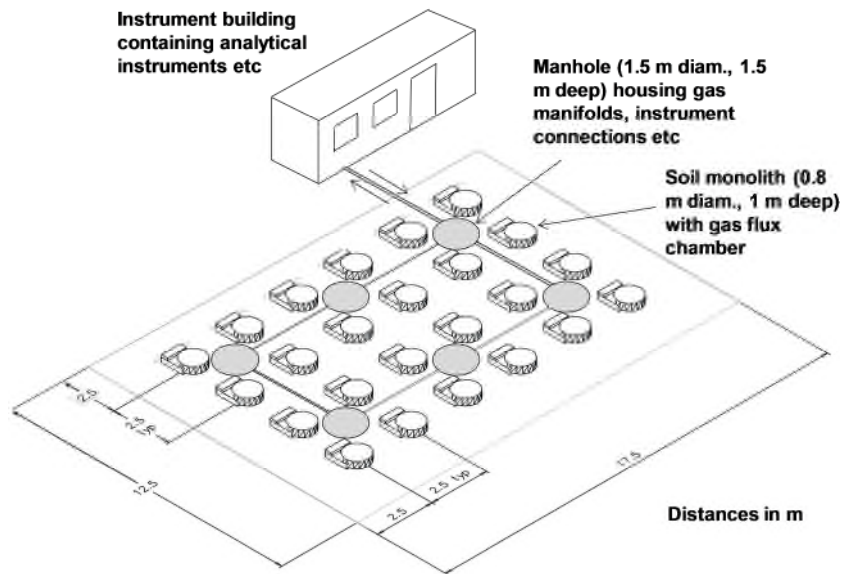 Instrument building
containing analytical
instruments etc
Manhole (1.5 m diam., 1.5
m deep) housing gas
manifolds, instrument
connections etc
Soil monolith (0.8
m diam., 1 m deep)
with gas flux
chamber
2.5
2.5
typ
12.5
2.5
2.5 typ
17.5
Distances in m